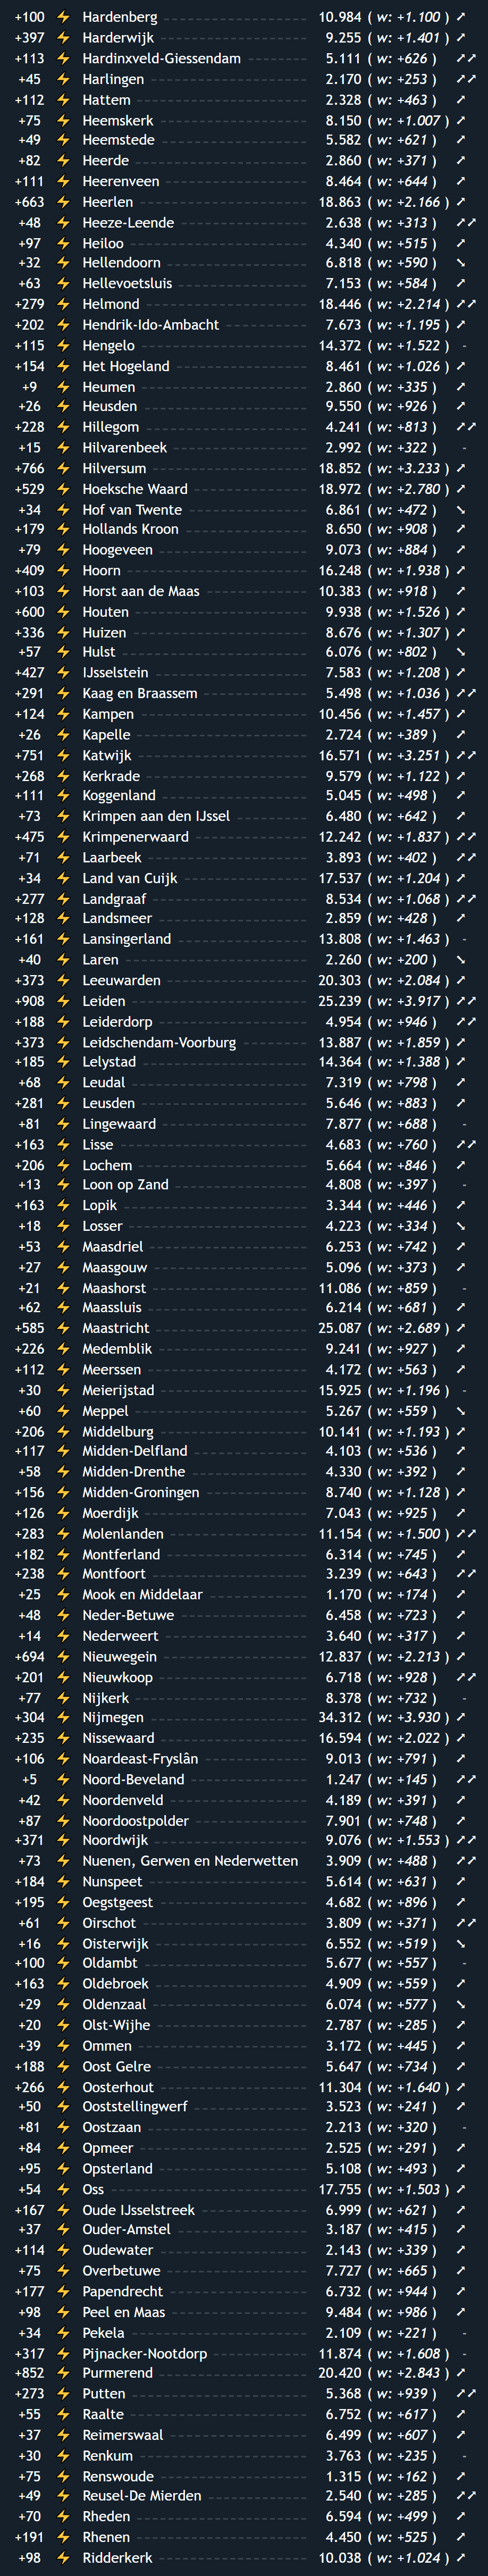 +100 ⚡ Hardenberg 10.984 ( w: +1.100 ) ➚
+397 ⚡ Harderwijk 9.255 ( w: +1.401 ) ➚
+113 ⚡ Hardinxveld-Giessendam 5.111 ( w: +626 ) ➚➚
+45 ⚡ Harlingen 2.170 ( w: +253 ) ➚➚
+112 ⚡ Hattem 2.328 ( w: +463 ) ➚
+75 ⚡ Heemskerk 8.150 ( w: +1.007 ) ➚
+49 ⚡ Heemstede 5.582 ( w: +621 ) ➚
+82 ⚡ Heerde 2.860 ( w: +371 ) ➚
+111 ⚡ Heerenveen 8.464 ( w: +644 ) ➚
+663 ⚡ Heerlen 18.863 ( w: +2.166 ) ➚
+48 ⚡ Heeze-Leende 2.638 ( w: +313 ) ➚➚
+97 ⚡ Heiloo 4.340 ( w: +515 ) ➚
+32 ⚡ Hellendoorn 6.818 ( w: +590 ) ➘
+63 ⚡ Hellevoetsluis 7.153 ( w: +584 ) ➚
+279 ⚡ Helmond 18.446 ( w: +2.214 ) ➚➚
+202 ⚡ Hendrik-Ido-Ambacht 7.673 ( w: +1.195 ) ➚
+115 ⚡ Hengelo 14.372 ( w: +1.522 ) -
+154 ⚡ Het Hogeland 8.461 ( w: +1.026 ) ➚
+9 ⚡ Heumen 2.860 ( w: +335 ) ➚
+26 ⚡ Heusden 9.550 ( w: +926 ) ➚
+228 ⚡ Hillegom 4.241 ( w: +813 ) ➚➚
+15 ⚡ Hilvarenbeek 2.992 ( w: +322 ) -
+766 ⚡ Hilversum 18.852 ( w: +3.233 ) ➚
+529 ⚡ Hoeksche Waard 18.972 ( w: +2.780 ) ➚
+34 ⚡ Hof van Twente 6.861 ( w: +472 ) ➘
+179 ⚡ Hollands Kroon 8.650 ( w: +908 ) ➚
+79 ⚡ Hoogeveen 9.073 ( w: +884 ) ➚
+409 ⚡ Hoorn 16.248 ( w: +1.938 ) ➚
+103 ⚡ Horst aan de Maas 10.383 ( w: +918 ) ➚
+600 ⚡ Houten 9.938 ( w: +1.526 ) ➚
+336 ⚡ Huizen 8.676 ( w: +1.307 ) ➚
+57 ⚡ Hulst 6.076 ( w: +802 ) ➘
+427 ⚡ IJsselstein 7.583 ( w: +1.208 ) ➚
+291 ⚡ Kaag en Braassem 5.498 ( w: +1.036 ) ➚➚
+124 ⚡ Kampen 10.456 ( w: +1.457 ) ➚
+26 ⚡ Kapelle 2.724 ( w: +389 ) ➚
+751 ⚡ Katwijk 16.571 ( w: +3.251 ) ➚➚
+268 ⚡ Kerkrade 9.579 ( w: +1.122 ) ➚
+111 ⚡ Koggenland 5.045 ( w: +498 ) ➚
+73 ⚡ Krimpen aan den IJssel 6.480 ( w: +642 ) ➚
+475 ⚡ Krimpenerwaard 12.242 ( w: +1.837 ) ➚➚
+71 ⚡ Laarbeek 3.893 ( w: +402 ) ➚➚
+34 ⚡ Land van Cuijk 17.537 ( w: +1.204 ) ➚
+277 ⚡ Landgraaf 8.534 ( w: +1.068 ) ➚➚
+128 ⚡ Landsmeer 2.859 ( w: +428 ) ➚
+161 ⚡ Lansingerland 13.808 ( w: +1.463 ) -
+40 ⚡ Laren 2.260 ( w: +200 ) ➘
+373 ⚡ Leeuwarden 20.303 ( w: +2.084 ) ➚
+908 ⚡ Leiden 25.239 ( w: +3.917 ) ➚➚
+188 ⚡ Leiderdorp 4.954 ( w: +946 ) ➚➚
+373 ⚡ Leidschendam-Voorburg 13.887 ( w: +1.859 ) ➚
+185 ⚡ Lelystad 14.364 ( w: +1.388 ) ➚
+68 ⚡ Leudal 7.319 ( w: +798 ) ➚
+281 ⚡ Leusden 5.646 ( w: +883 ) ➚
+81 ⚡ Lingewaard 7.877 ( w: +688 ) -
+163 ⚡ Lisse 4.683 ( w: +760 ) ➚➚
+206 ⚡ Lochem 5.664 ( w: +846 ) ➚
+13 ⚡ Loon op Zand 4.808 ( w: +397 ) -
+163 ⚡ Lopik 3.344 ( w: +446 ) ➚
+18 ⚡ Losser 4.223 ( w: +334 ) ➘
+53 ⚡ Maasdriel 6.253 ( w: +742 ) ➚
+27 ⚡ Maasgouw 5.096 ( w: +373 ) ➚
+21 ⚡ Maashorst 11.086 ( w: +859 ) -
+62 ⚡ Maassluis 6.214 ( w: +681 ) ➚
+585 ⚡ Maastricht 25.087 ( w: +2.689 ) ➚
+226 ⚡ Medemblik 9.241 ( w: +927 ) ➚
+112 ⚡ Meerssen 4.172 ( w: +563 ) ➚
+30 ⚡ Meierijstad 15.925 ( w: +1.196 ) -
+60 ⚡ Meppel 5.267 ( w: +559 ) ➘
+206 ⚡ Middelburg 10.141 ( w: +1.193 ) ➚
+117 ⚡ Midden-Delfland 4.103 ( w: +536 ) ➚
+58 ⚡ Midden-Drenthe 4.330 ( w: +392 ) ➚
+156 ⚡ Midden-Groningen 8.740 ( w: +1.128 ) ➚
+126 ⚡ Moerdijk 7.043 ( w: +925 ) ➚
+283 ⚡ Molenlanden 11.154 ( w: +1.500 ) ➚➚
+182 ⚡ Montferland 6.314 ( w: +745 ) ➚
+238 ⚡ Montfoort 3.239 ( w: +643 ) ➚➚
+25 ⚡ Mook en Middelaar 1.170 ( w: +174 ) ➚
+48 ⚡ Neder-Betuwe 6.458 ( w: +723 ) ➚
+14 ⚡ Nederweert 3.640 ( w: +317 ) ➚
+694 ⚡ Nieuwegein 12.837 ( w: +2.213 ) ➚
+201 ⚡ Nieuwkoop 6.718 ( w: +928 ) ➚➚
+77 ⚡ Nijkerk 8.378 ( w: +732 ) -
+304 ⚡ Nijmegen 34.312 ( w: +3.930 ) ➚
+235 ⚡ Nissewaard 16.594 ( w: +2.022 ) ➚
+106 ⚡ Noardeast-Fryslân 9.013 ( w: +791 ) ➚
+5 ⚡ Noord-Beveland 1.247 ( w: +145 ) ➚➚
+42 ⚡ Noordenveld 4.189 ( w: +391 ) ➚
+87 ⚡ Noordoostpolder 7.901 ( w: +748 ) ➚
+371 ⚡ Noordwijk 9.076 ( w: +1.553 ) ➚➚
+73 ⚡ Nuenen, Gerwen en Nederwetten 3.909 ( w: +488 ) ➚➚
+184 ⚡ Nunspeet 5.614 ( w: +631 ) ➚
+195 ⚡ Oegstgeest 4.682 ( w: +896 ) ➚
+61 ⚡ Oirschot 3.809 ( w: +371 ) ➚➚
+16 ⚡ Oisterwijk 6.552 ( w: +519 ) ➘
+100 ⚡ Oldambt 5.677 ( w: +557 ) -
+163 ⚡ Oldebroek 4.909 ( w: +559 ) ➚
+29 ⚡ Oldenzaal 6.074 ( w: +577 ) ➘
+20 ⚡ Olst-Wijhe 2.787 ( w: +285 ) ➚
+39 ⚡ Ommen 3.172 ( w: +445 ) ➚
+188 ⚡ Oost Gelre 5.647 ( w: +734 ) ➚
+266 ⚡ Oosterhout 11.304 ( w: +1.640 ) ➚
+50 ⚡ Ooststellingwerf 3.523 ( w: +241 ) ➚
+81 ⚡ Oostzaan 2.213 ( w: +320 ) -
+84 ⚡ Opmeer 2.525 ( w: +291 ) ➚
+95 ⚡ Opsterland 5.108 ( w: +493 ) ➚
+54 ⚡ Oss 17.755 ( w: +1.503 ) ➚
+167 ⚡ Oude IJsselstreek 6.999 ( w: +621 ) ➚
+37 ⚡ Ouder-Amstel 3.187 ( w: +415 ) ➚
+114 ⚡ Oudewater 2.143 ( w: +339 ) ➚
+75 ⚡ Overbetuwe 7.727 ( w: +665 ) ➚
+177 ⚡ Papendrecht 6.732 ( w: +944 ) ➚
+98 ⚡ Peel en Maas 9.484 ( w: +986 ) ➚
+34 ⚡ Pekela 2.109 ( w: +221 ) -
+317 ⚡ Pijnacker-Nootdorp 11.874 ( w: +1.608 ) -
+852 ⚡ Purmerend 20.420 ( w: +2.843 ) ➚
+273 ⚡ Putten 5.368 ( w: +939 ) ➚➚
+55 ⚡ Raalte 6.752 ( w: +617 ) ➚
+37 ⚡ Reimerswaal 6.499 ( w: +607 ) ➚
+30 ⚡ Renkum 3.763 ( w: +235 ) -
+75 ⚡ Renswoude 1.315 ( w: +162 ) ➚
+49 ⚡ Reusel-De Mierden 2.540 ( w: +285 ) ➚➚
+70 ⚡ Rheden 6.594 ( w: +499 ) ➚
+191 ⚡ Rhenen 4.450 ( w: +525 ) ➚
+98 ⚡ Ridderkerk 10.038 ( w: +1.024 ) ➚